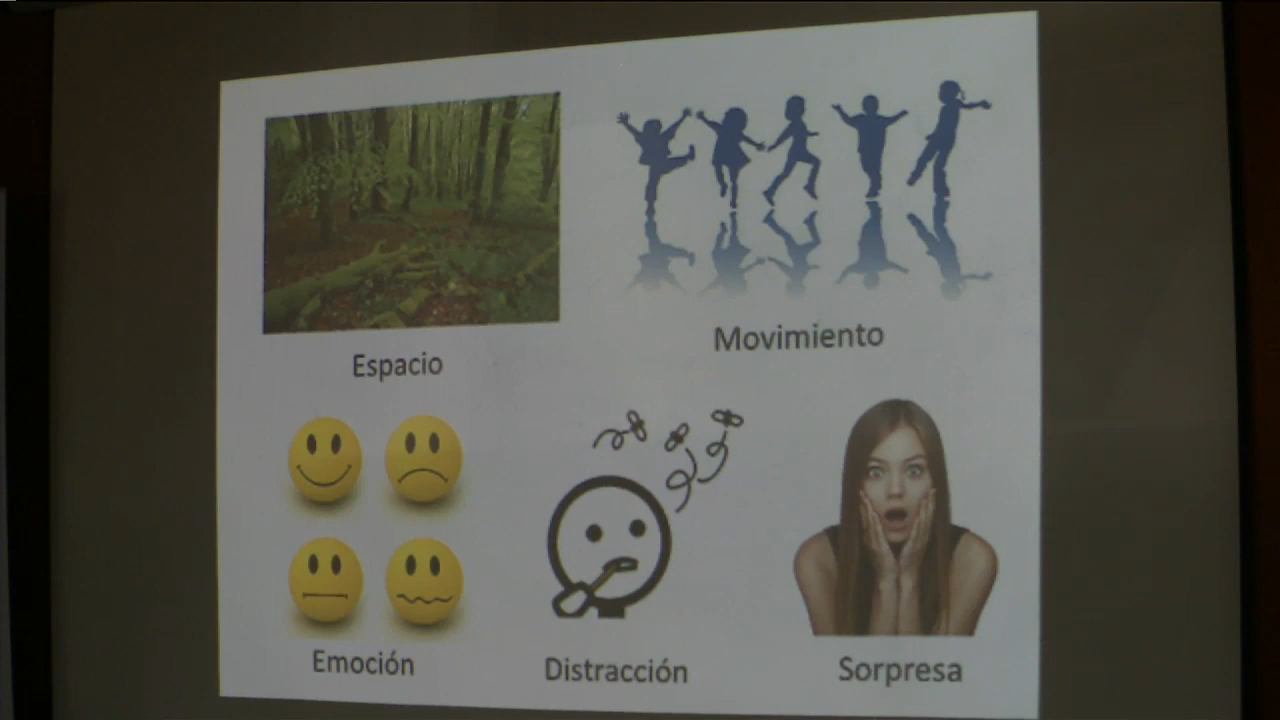 Espacio
Movimiento
Emoción
Distracción
Sorpresa